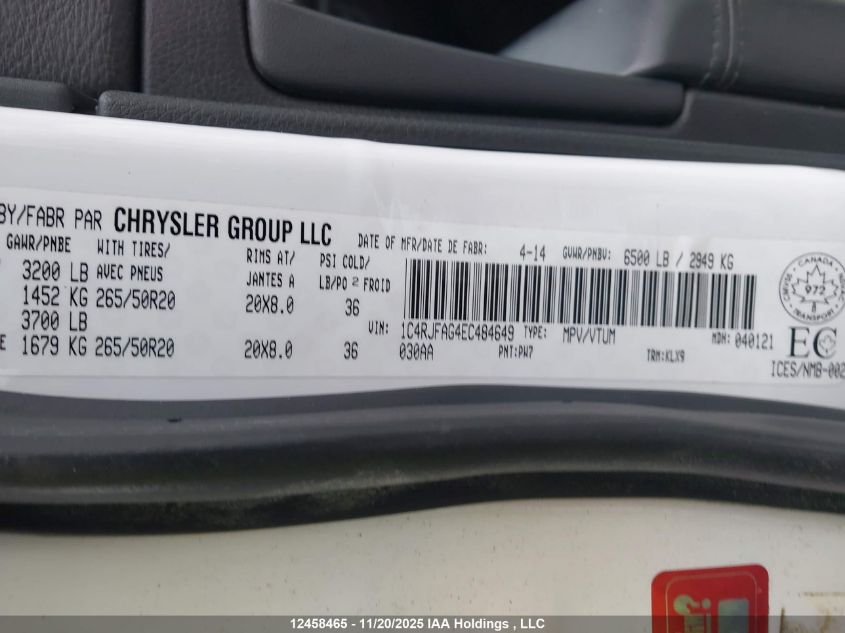 BY/FABR PAR CHRYSLER GROUP LLC DATE OF MFR/DATE DE FABR: 4-14 GVWR/PNBV: 6500 LB / 2949 KG
GAWR/PNBE WITH TIRES/ RIMS AT/ PSI COLD/
3200 LB AVEC PNEUS JANTES A LB/PO 2 FROID
1452 KG 265/50R20 20X8.0 36
3700 LB
E 1679 KG 265/50R20 20X8.0 36
VIN: 1C4RJFAG4EC484649 TYPE: MPV/VTUM MDH: 040121
030AA PNT:PW7 TRM:KLX9
CANADA
972
TRANSPORT
EC
ICES/NMB-002
12458465 - 11/20/2025 IAA Holdings , LLC